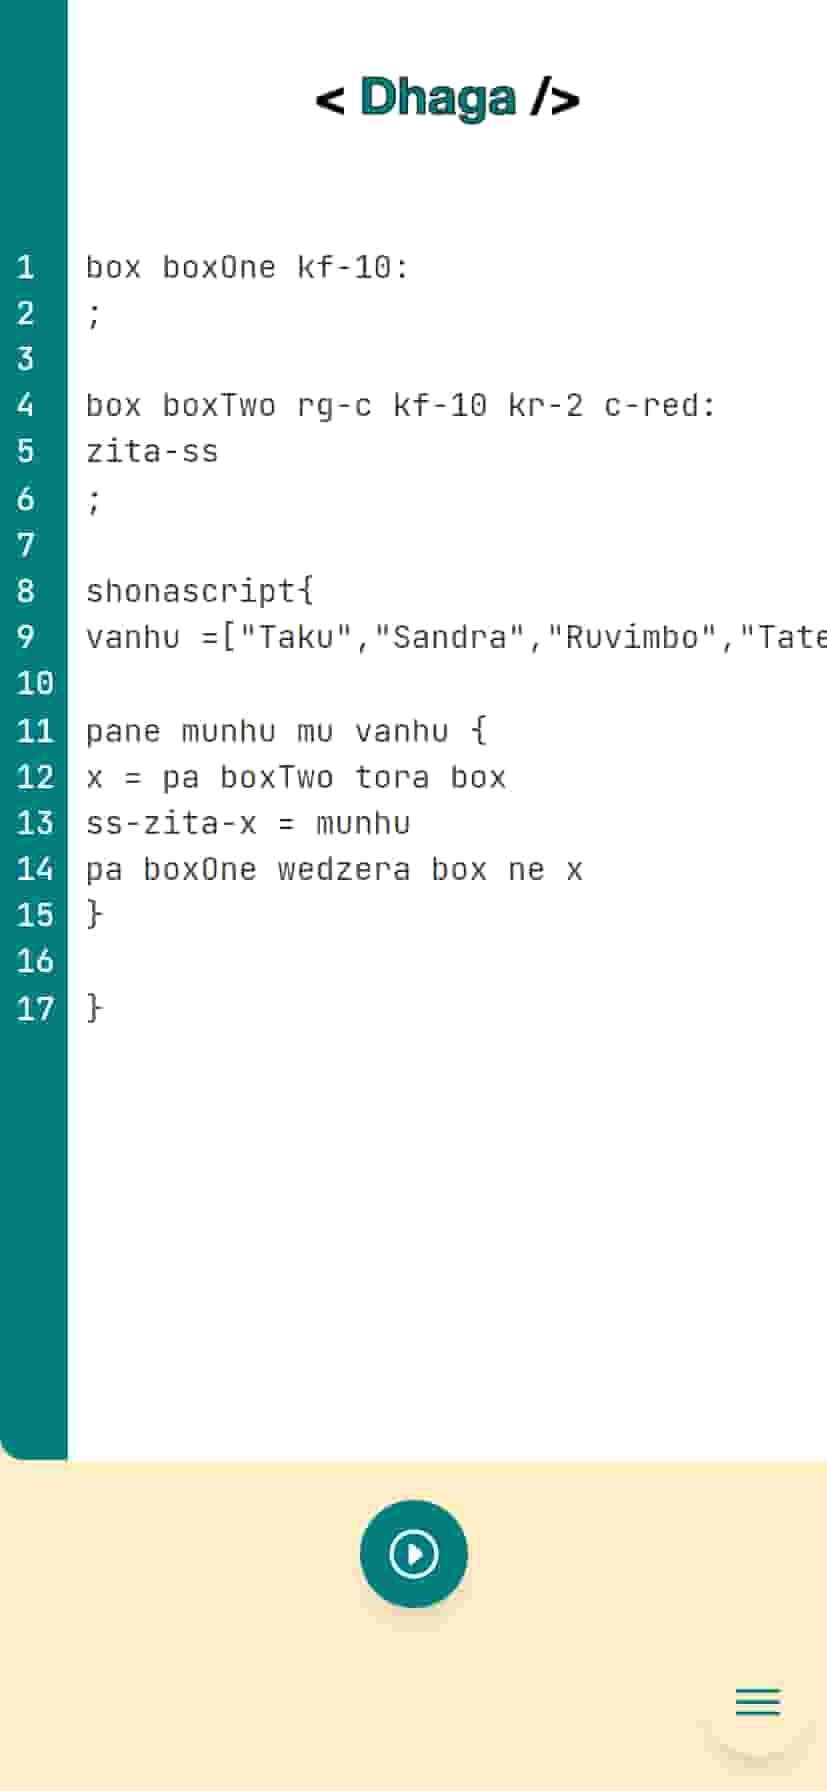 < Dhaga />
1 box boxOne kf-10:
2 ;
3
4 box boxTwo rg-c kf-10 kr-2 c-red:
5 zita-ss
6 ;
7
8 shonascript{
9 vanhu =["Taku","Sandra","Ruvimbo","Tate
10
11 pane munhu mu vanhu {
12 x = pa boxTwo tora box
13 ss-zita-x = munhu
14 pa boxOne wedzera box ne x
15 }
16
17 }